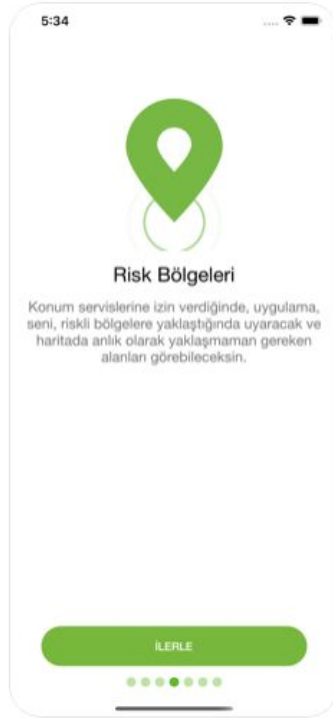 5:34
Risk Bölgeleri
Konum servislerine izin verdiğinde, uygulama,
seni, riskli bölgelere yaklaştığında uyaracak ve
haritada anlık olarak yaklaşmaman gereken
alanları görebileceksin.
İLERLE